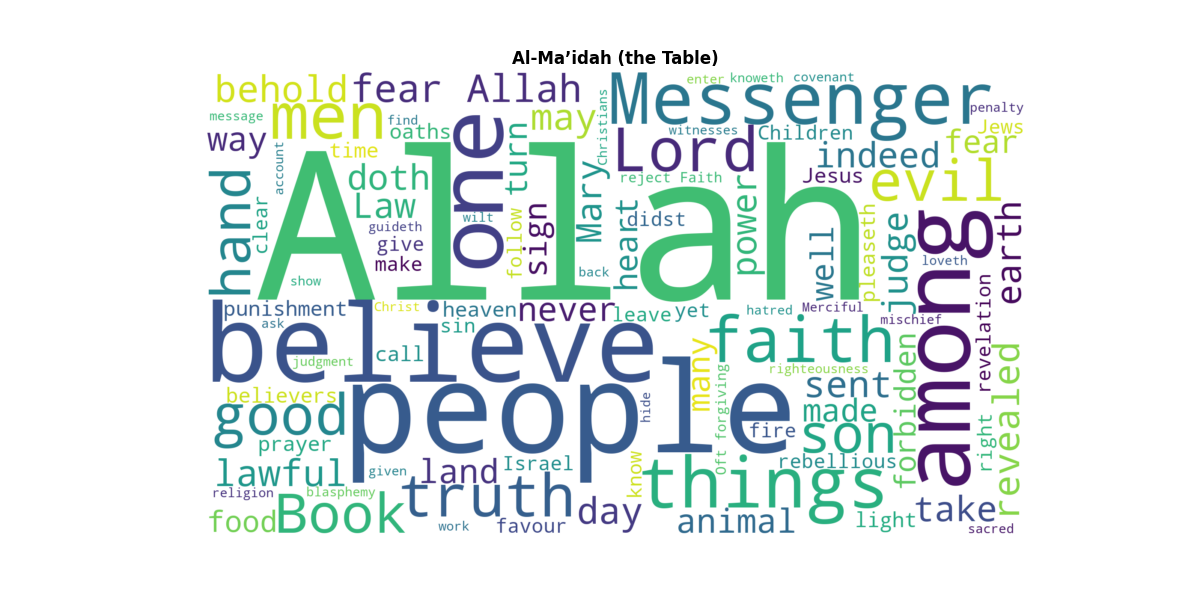 Al-Ma’idah (the Table)
behold fear Allah Messenger enter knoweth covenant
message men find oaths may Christians witnesses Children penalty Jews
way time account doth turn one Lord indeed fear
hand clear Allah Law guideth wilt follow sign Mary reject Faith Jesus evil
give make show back heart didst power well pleaseth judge loveth among earth
believe punishment ask Christ heaven never leave yet hatred Merciful mischief revelation
judgment call sin people many faith righteousness forbidden revealed
believers good prayer hide Oft forgiving fire sent made son right
lawful religion given land Israel know things rebellious
food Book blasphemy truth work favour day animal light take sacred